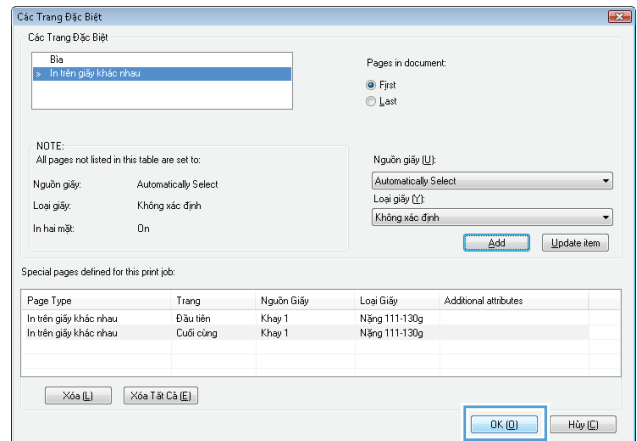 Các Trang Đặc Biệt
Các Trang Đặc Biệt
Bìa
» In trên giấy khác nhau
Pages in document:
First
Last
NOTE:
All pages not listed in this table are set to:
Nguồn giấy: Automatically Select
Loại giấy: Không xác định
In hai mặt: On
Nguồn giấy (U):
Automatically Select
Loại giấy (Y):
Không xác định
Add Update item
Special pages defined for this print job:
Page Type Trang Nguồn Giấy Loại Giấy Additional attributes
In trên giấy khác nhau Đầu tiên Khay 1 Nặng 111-130g
In trên giấy khác nhau Cuối cùng Khay 1 Nặng 111-130g
Xóa (L) Xóa Tất Cả (E)
OK (O) Hủy (C)